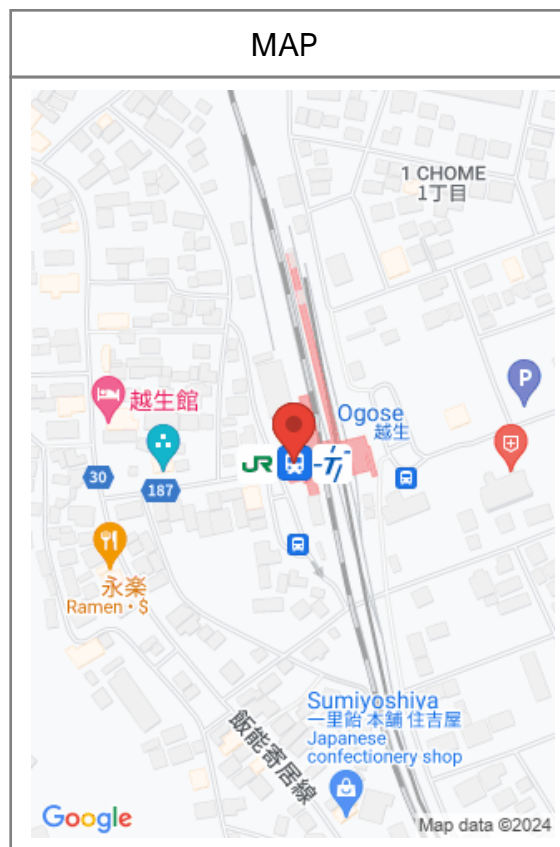 MAP
1 CHOME
1丁目
越生館
Ogose
越生
P
JR
30
187
永楽
Ramen • $
Sumiyoshiya
一里飴 本舗 住吉屋
Japanese
confectionery shop
飯能寄居線
Google
Map data ©2024